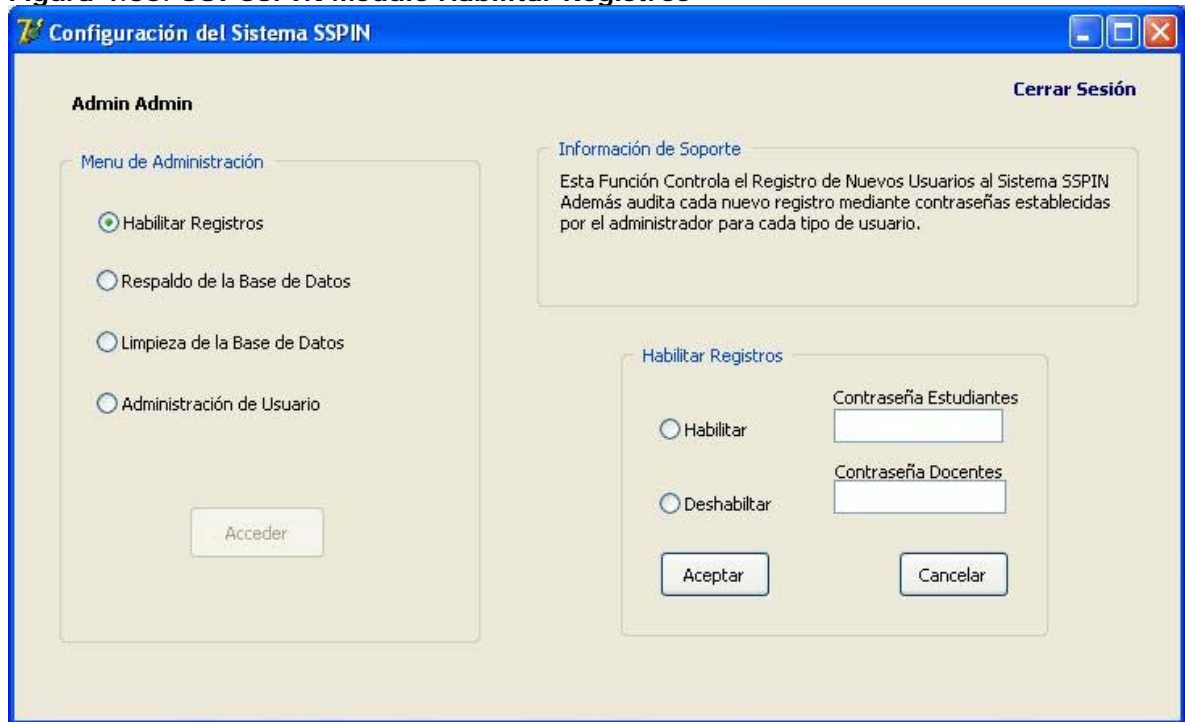 Configuración del Sistema SSPIN
Admin Admin
Cerrar Sesión
Menu de Administración
Habilitar Registros
Respaldo de la Base de Datos
Limpieza de la Base de Datos
Administración de Usuario
Acceder
Información de Soporte
Esta Función Controla el Registro de Nuevos Usuarios al Sistema SSPIN
Además audita cada nuevo registro mediante contraseñas establecidas
por el administrador para cada tipo de usuario.
Habilitar Registros
Habilitar
Contraseña Estudiantes
Deshabiltar
Contraseña Docentes
Aceptar
Cancelar